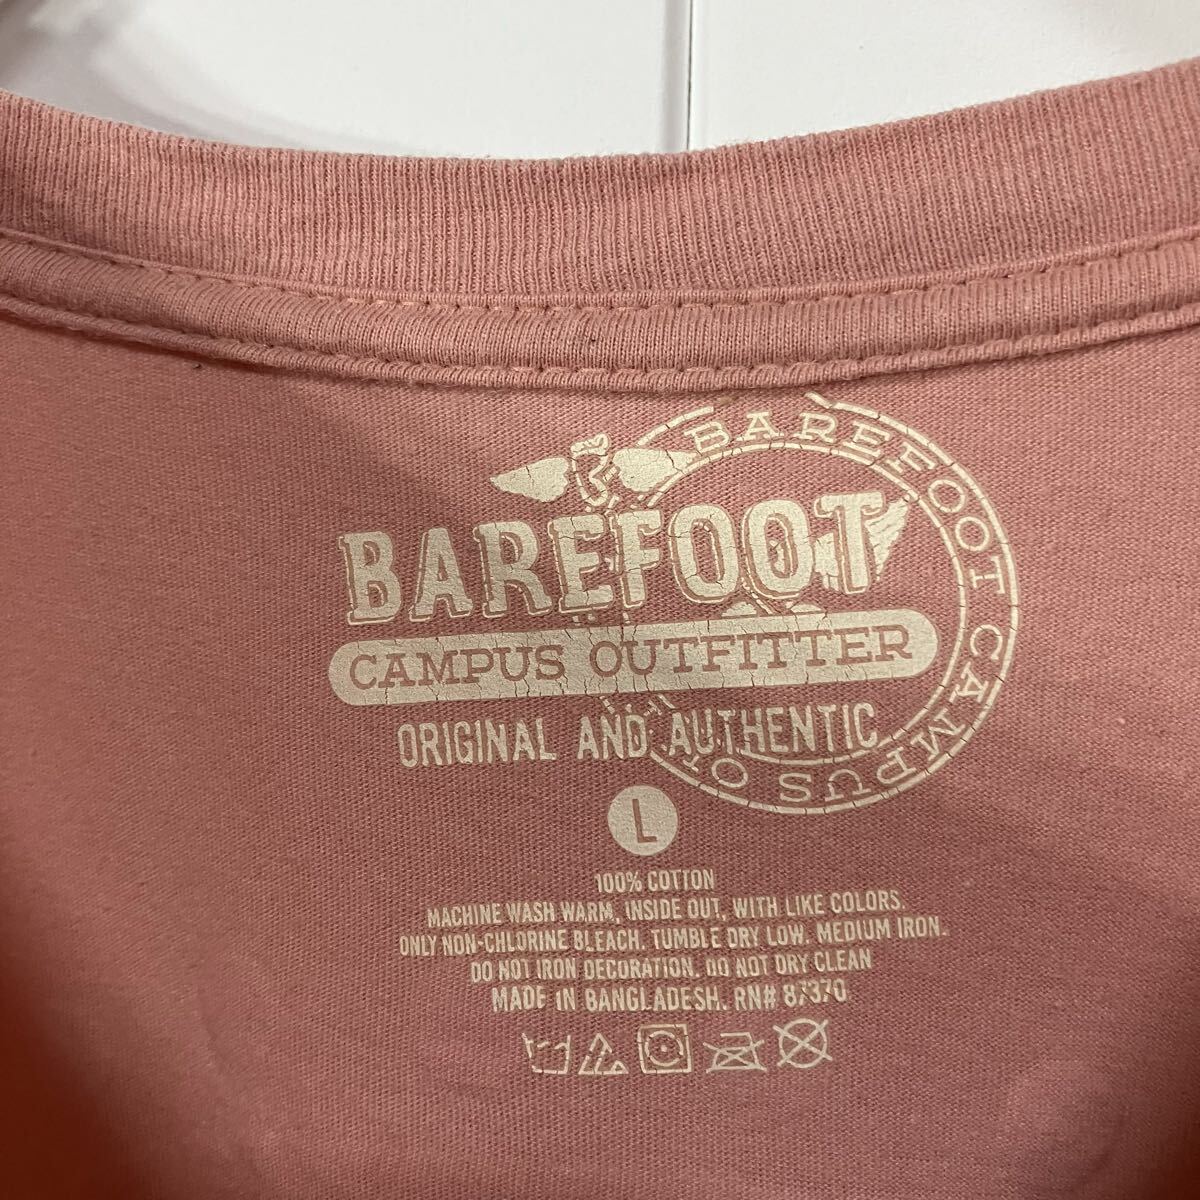 BAREFOOT CAMPUS OU
BAREFOOT
CAMPUS OUTFITTER
ORIGINAL AND AUTHENTIC
L
100% COTTON
MACHINE WASH WARM, INSIDE OUT, WITH LIKE COLORS.
ONLY NON-CHLORINE BLEACH. TUMBLE DRY LOW. MEDIUM IRON.
DO NOT IRON DECORATION. DO NOT DRY CLEAN
MADE IN BANGLADESH. RN# 87370